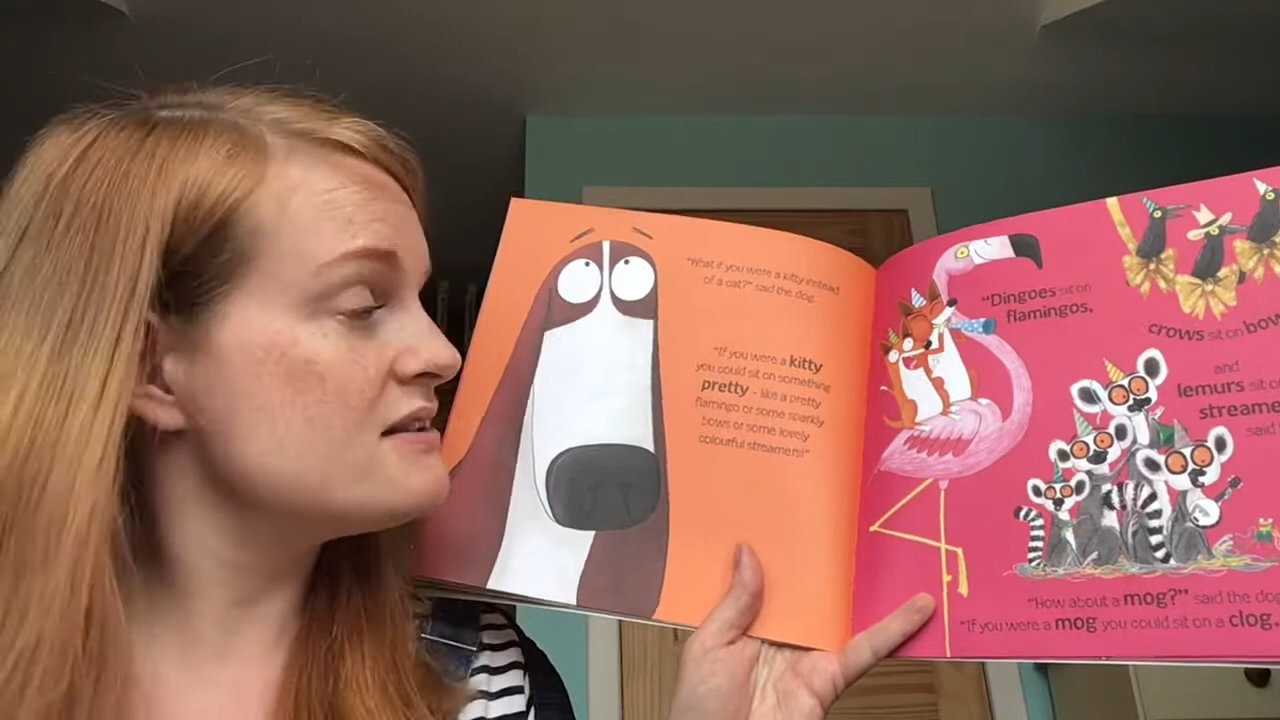 "What if you were a kitty instead
of a cat?" said the dog.
"If you were a kitty
you could sit on something
pretty - like a pretty
flamingo or some sparkly
bows or some lovely
colourful streamers!"
"Dingoes sit on
flamingos,
crows sit on bow
and
lemurs sit o
streame
said
"How about a mog?" said the dog
"If you were a mog you could sit on a clog.